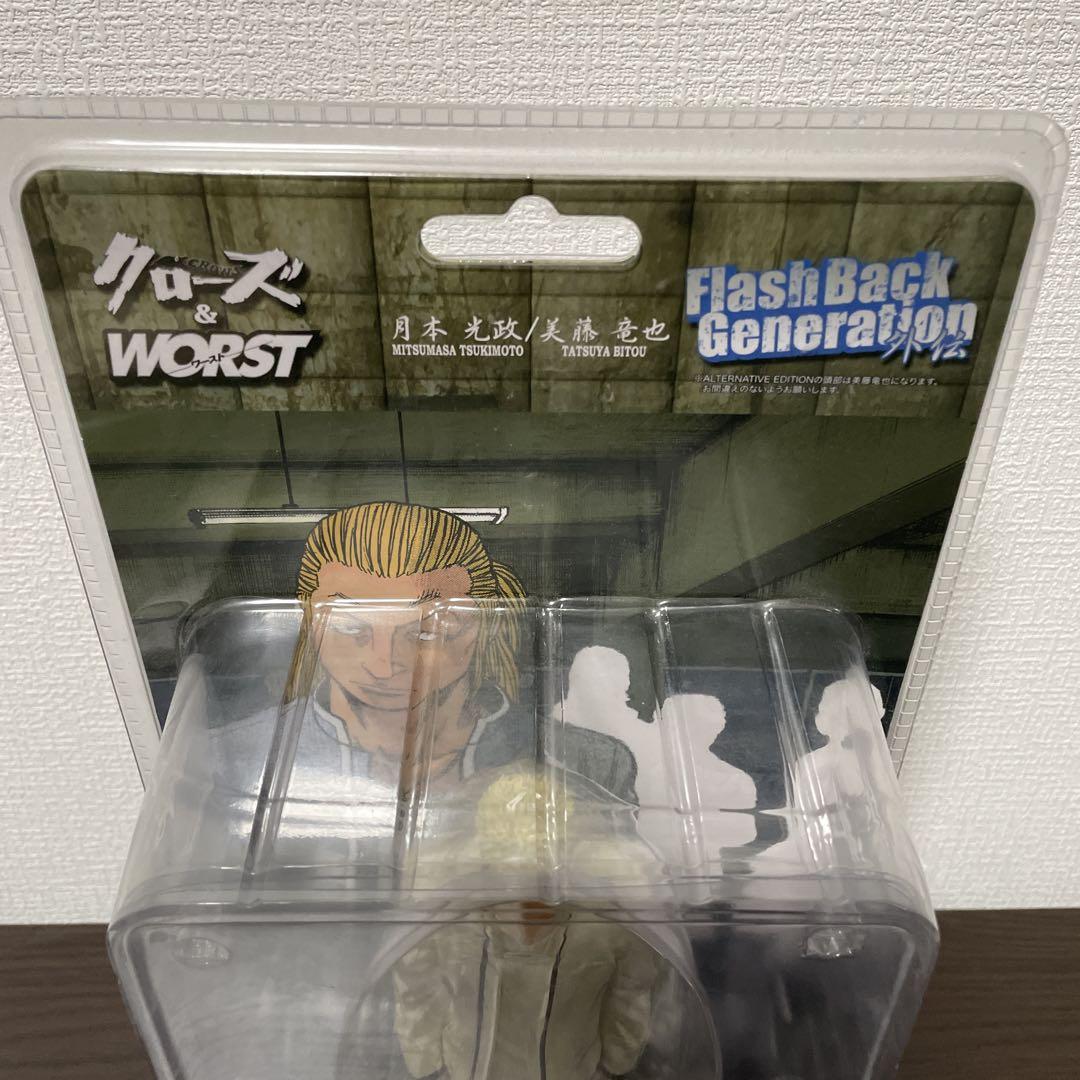 クローズ
CROWS
&
WORST
ワースト
月本 光政/美藤 竜也
MITSUMASA TSUKIMOTO TATSUYA BITOU
FlashBack
Generation
外伝
※ALTERNATIVE EDITIONの頭部は美藤竜也になります。
お間違えのないようお願いします。